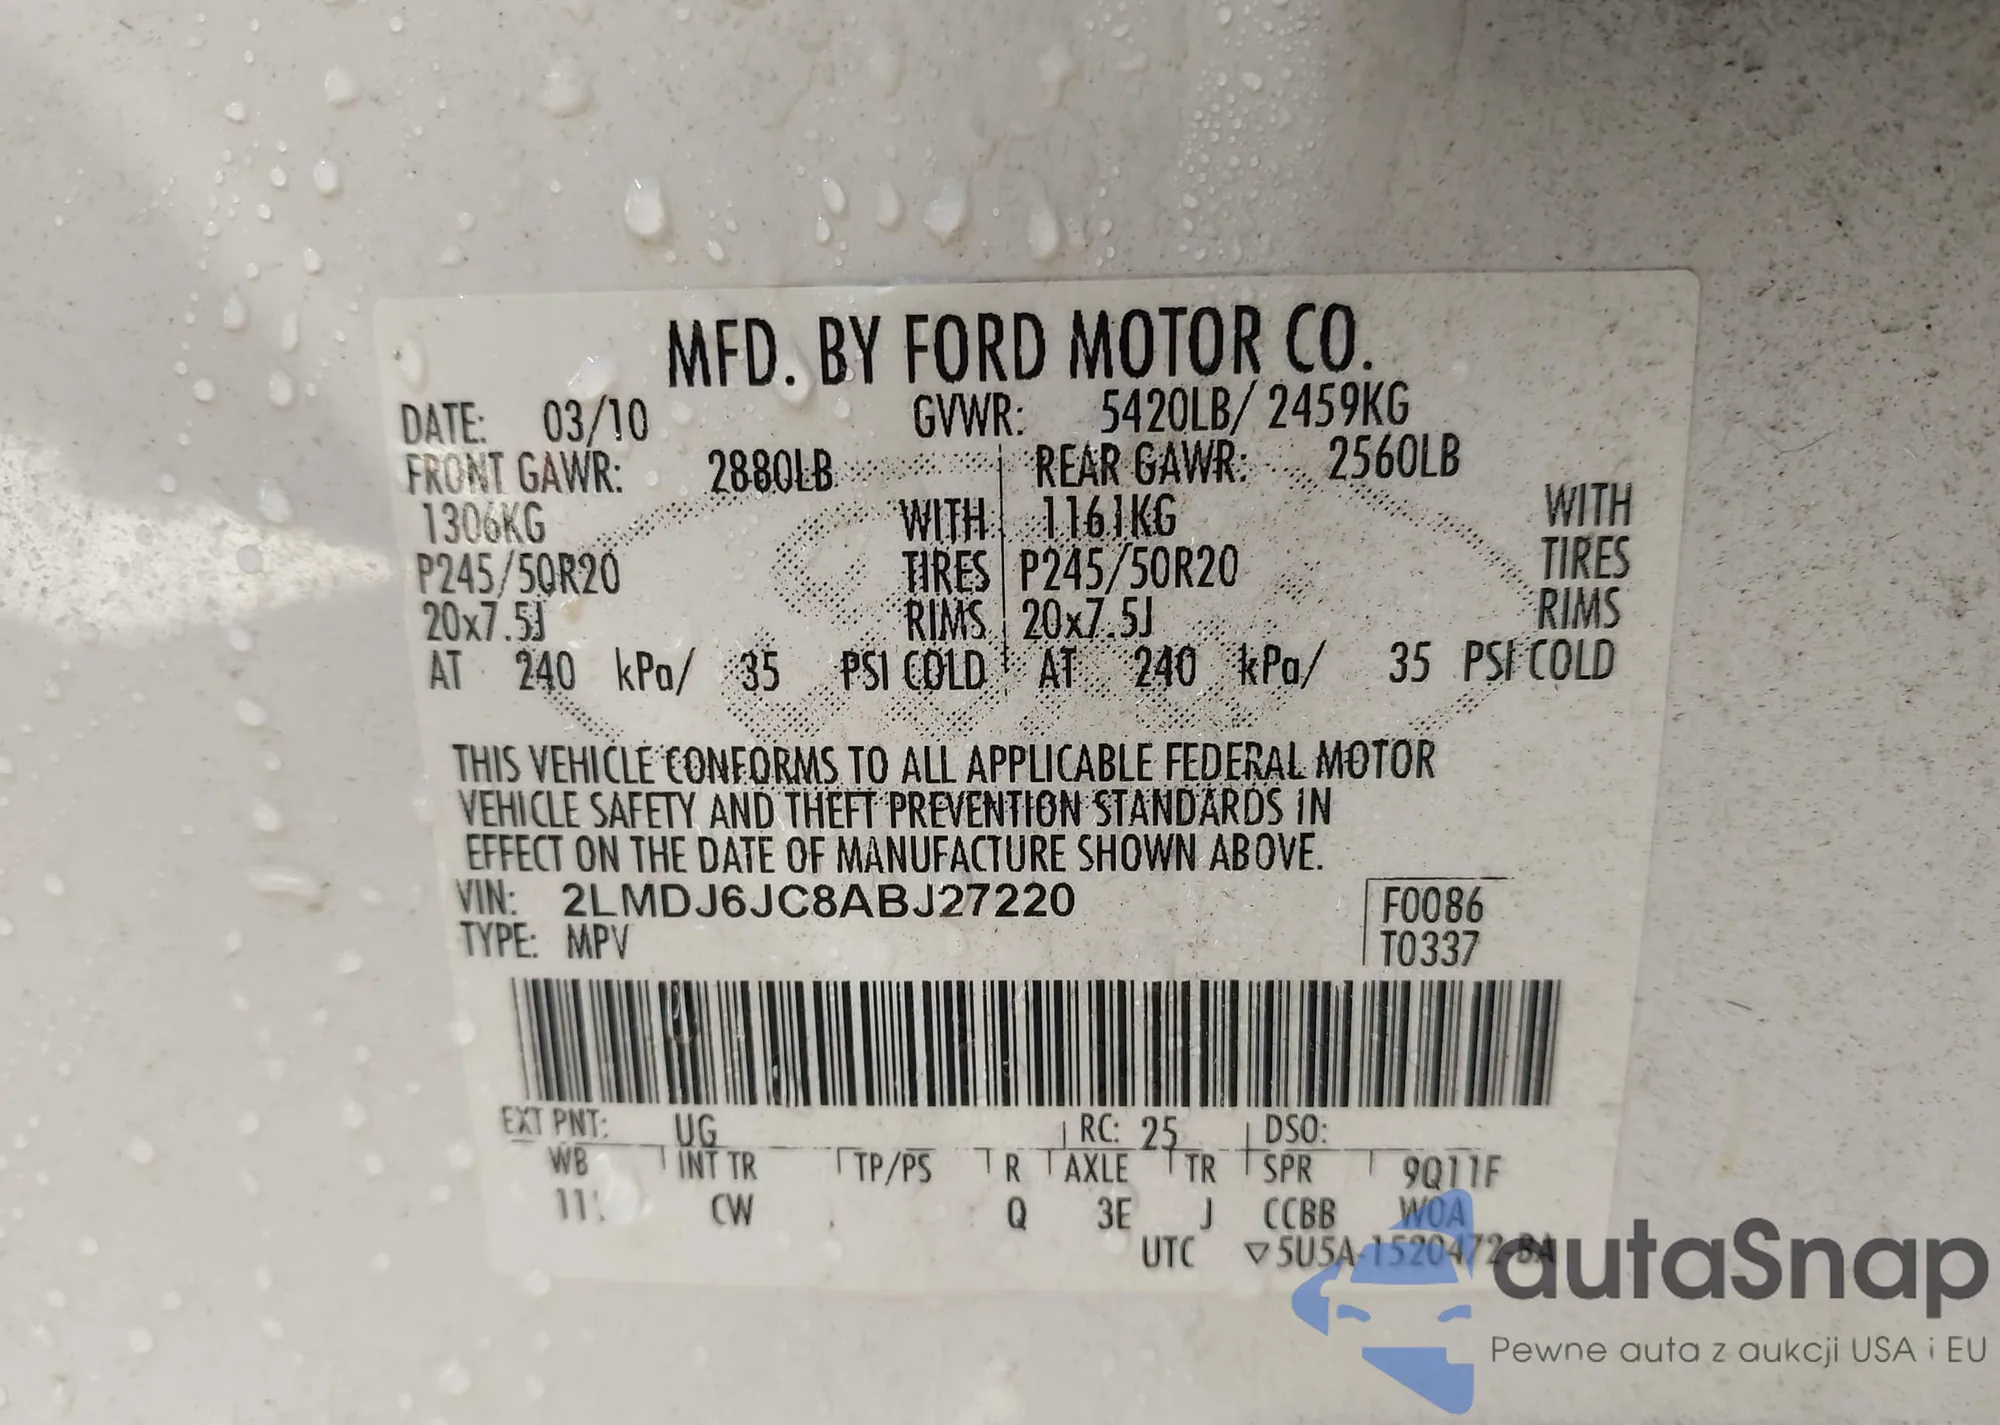 MFD. BY FORD MOTOR CO.
DATE: 03/10 GVWR: 5420LB/ 2459KG
FRONT GAWR: 2880LB REAR GAWR: 2560LB
1306KG WITH 1161KG WITH
P245/50R20 TIRES P245/50R20 TIRES
20x7.5J RIMS 20x7.5J RIMS
AT 240 kPa/ 35 PSI COLD AT 240 kPa/ 35 PSI COLD
THIS VEHICLE CONFORMS TO ALL APPLICABLE FEDERAL MOTOR
VEHICLE SAFETY AND THEFT PREVENTION STANDARDS IN
EFFECT ON THE DATE OF MANUFACTURE SHOWN ABOVE.
VIN: 2LMDJ6JC8ABJ27220 F0086
TYPE: MPV T0337
EXT PNT: UG RC: 25 DSO:
WB INT TR TP/PS R AXLE TR SPR 9Q11F
CW Q 3E J CCBB WOA
UTC ▽5U5A-1520472-BA
autaSnap
Pewne auta z aukcji USA i EU